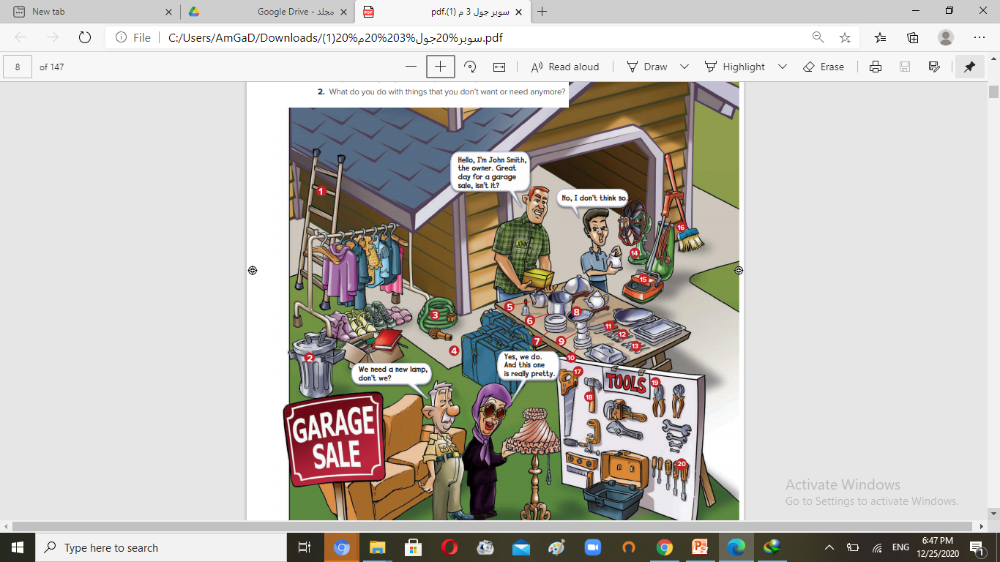 New tab
Google Drive - مجلد
سوبر جول 3 م (1).pdf
File
C:/Users/AmGaD/Downloads/(1)20%م%20%203%جول%20سوبر.pdf
8
of 147
Read aloud
Draw
Highlight
Erase
2. What do you do with things that you don't want or need anymore?
Hello, I'm John Smith,
the owner. Great
day for a garage
sale, isn't it?
No, I don't think so.
JOHN
1
16
14
15
3
5
6
8
7
9
11
12
13
4
2
10
We need a new lamp,
don't we?
Yes, we do.
And this one
is really pretty.
17
TOOLS
19
18
20
GARAGE
SALE
Activate Windows
Go to Settings to activate Windows.
Type here to search
ENG
6:47 PM
12/25/2020
1